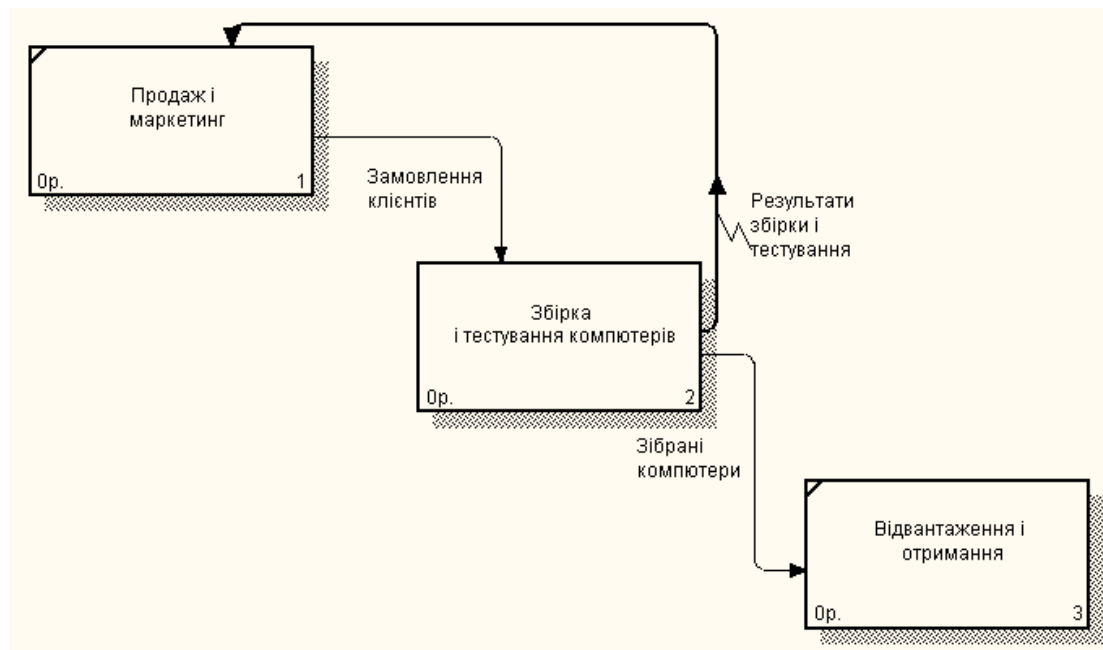 Продаж і
маркетинг
0р.
1
Замовлення
клієнтів
Результати
збірки і
тестування
Збірка
і тестування компютерів
0р.
2
Зібрані
компютери
Відвантаження і
отримання
0р.
3